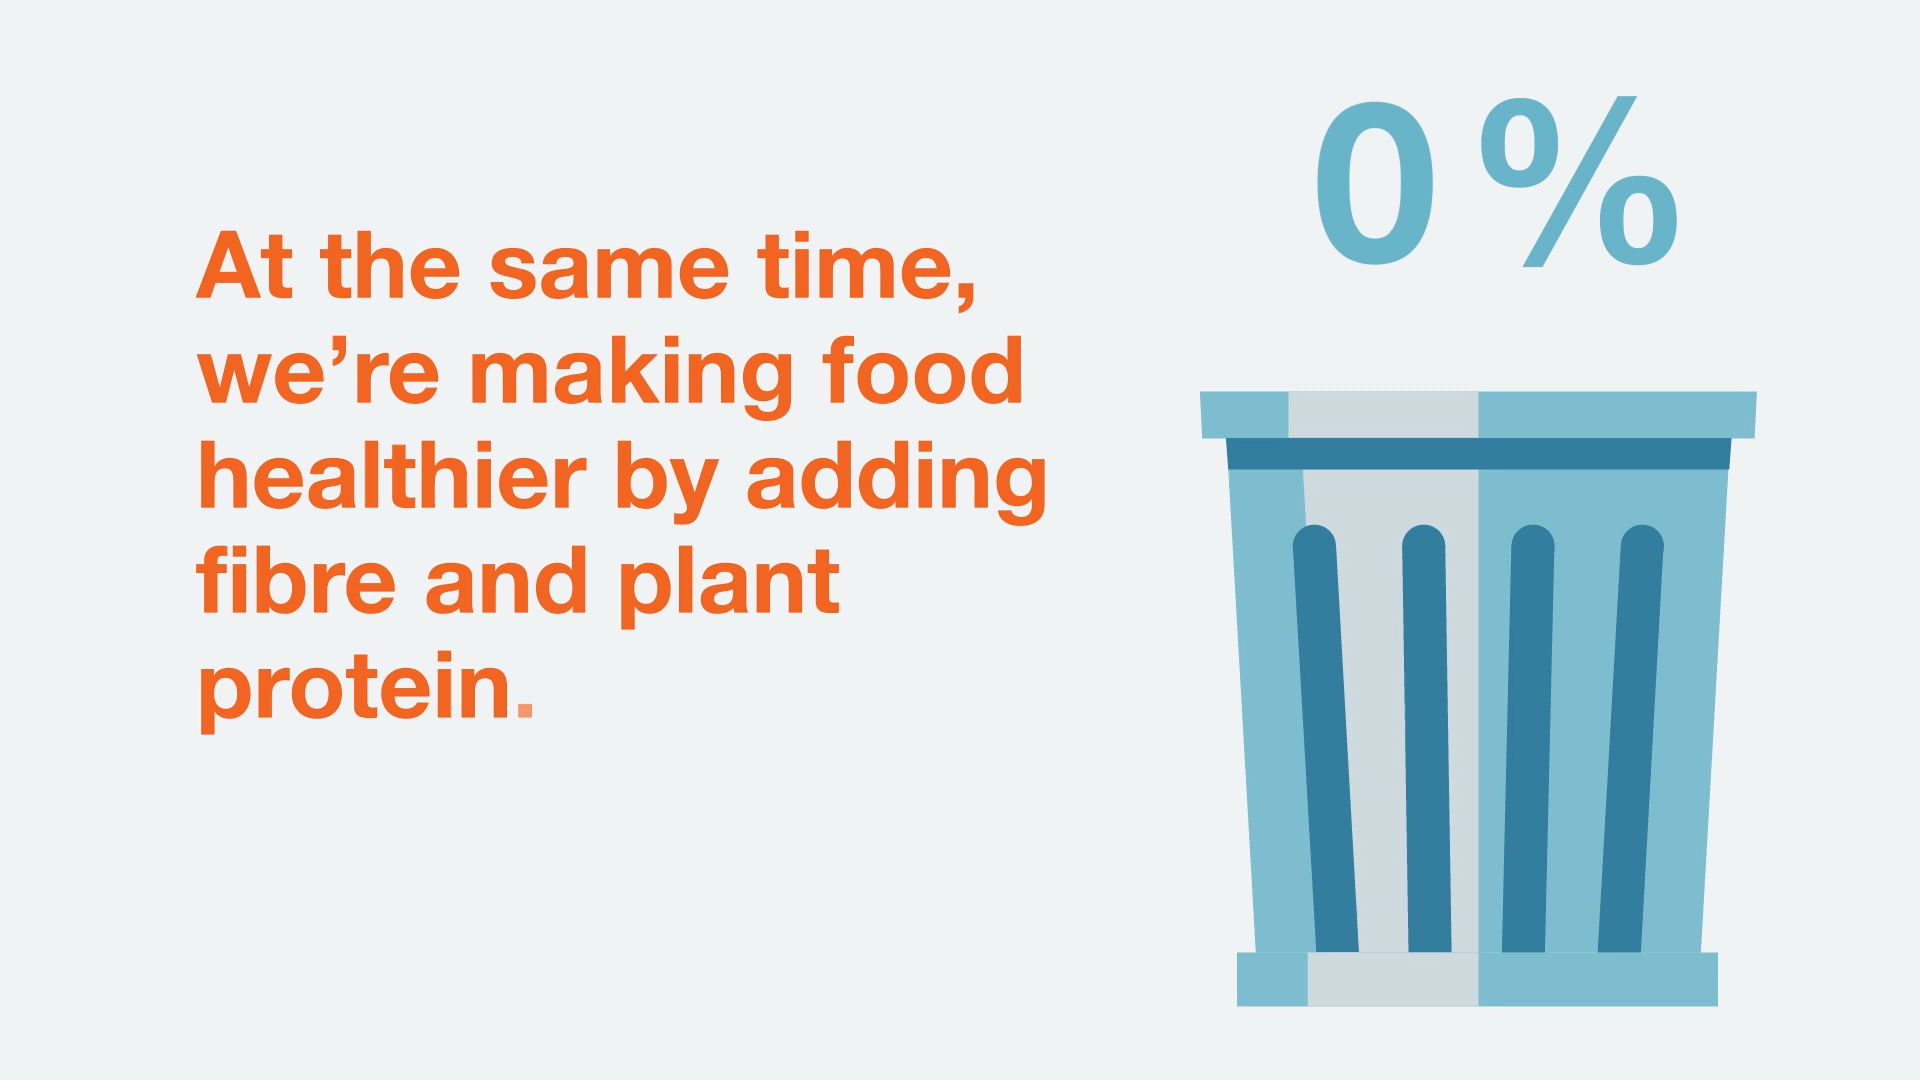 At the same time,
we’re making food
healthier by adding
fibre and plant
protein.
0%